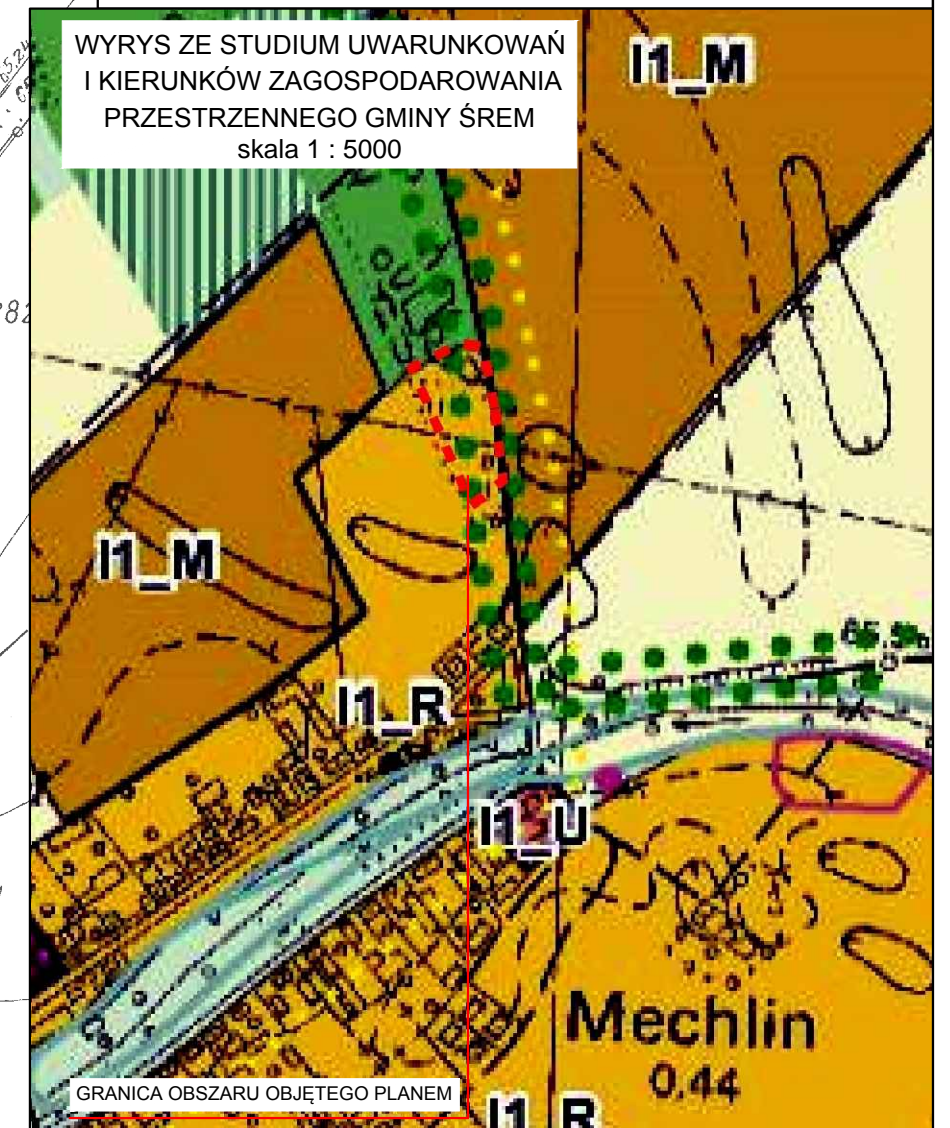 WYRYS ZE STUDIUM UWARUNKOWAŃ
I KIERUNKÓW ZAGOSPODAROWANIA
PRZESTRZENNEGO GMINY ŚREM
skala 1 : 5000
I1_M
I1_M
I1_R
I1_U
Mechlin
0,44
GRANICA OBSZARU OBJĘTEGO PLANEM
I1_R